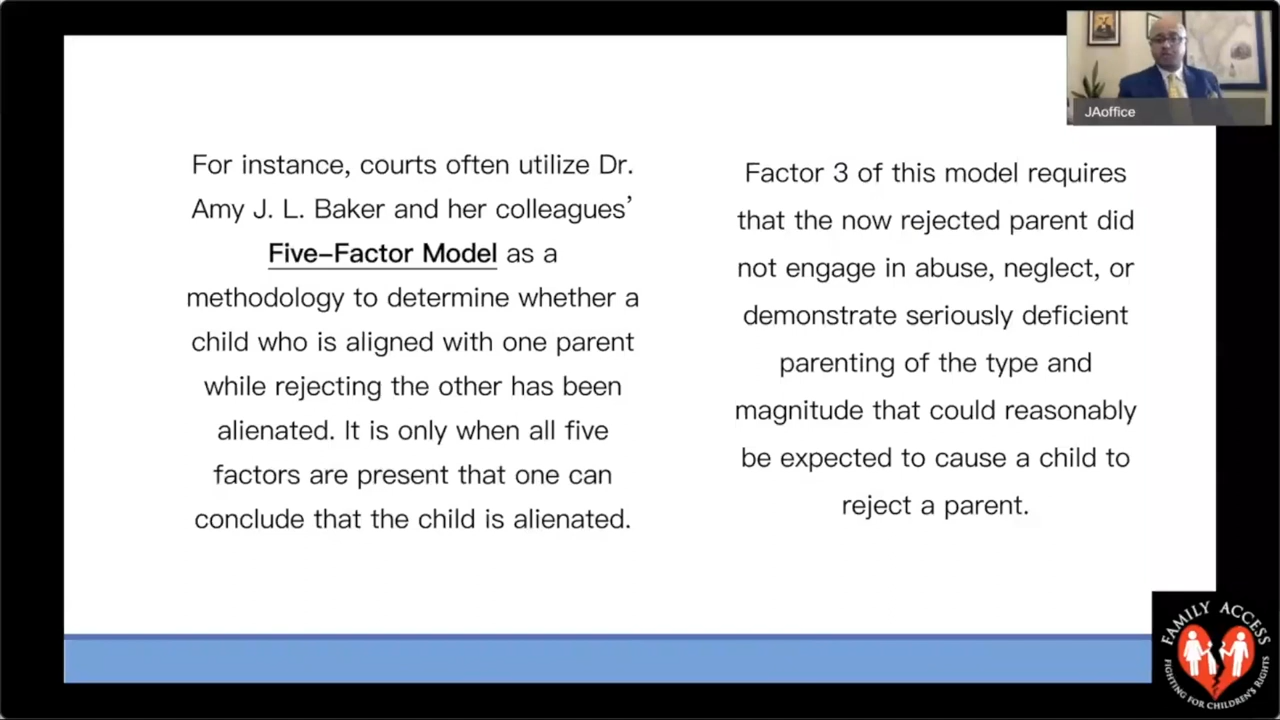 JAoffice
For instance, courts often utilize Dr.
Amy J. L. Baker and her colleagues’
Five–Factor Model as a
methodology to determine whether a
child who is aligned with one parent
while rejecting the other has been
alienated. It is only when all five
factors are present that one can
conclude that the child is alienated.
Factor 3 of this model requires
that the now rejected parent did
not engage in abuse, neglect, or
demonstrate seriously deficient
parenting of the type and
magnitude that could reasonably
be expected to cause a child to
reject a parent.
FAMILY ACCESS
FIGHTING FOR CHILDREN'S RIGHTS